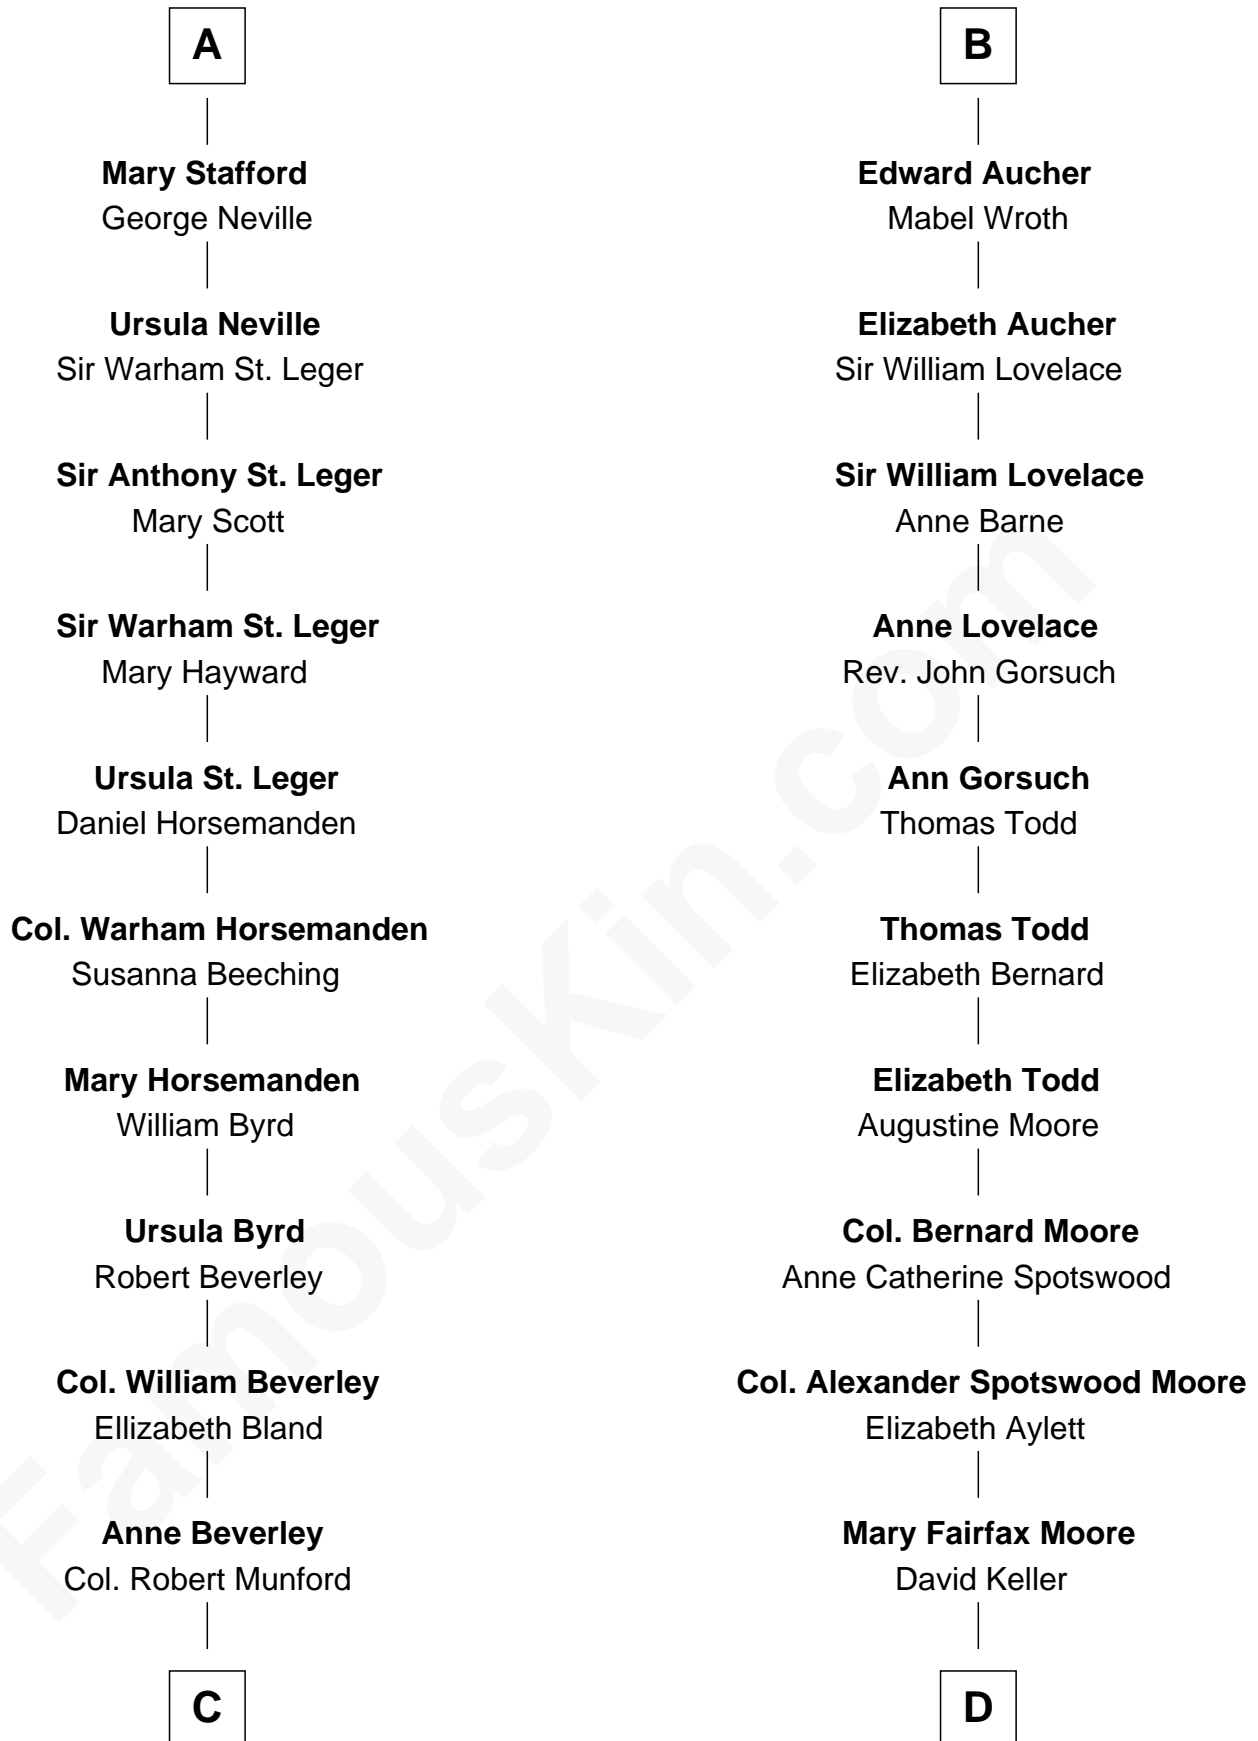 A
Mary Stafford
George Neville
Ursula Neville
Sir Warham St. Leger
Sir Anthony St. Leger
Mary Scott
Sir Warham St. Leger
Mary Hayward
Ursula St. Leger
Daniel Horsemanden
Col. Warham Horsemanden
Susanna Beeching
Mary Horsemanden
William Byrd
Ursula Byrd
Robert Beverley
Col. William Beverley
Ellizabeth Bland
Anne Beverley
Col. Robert Munford
C
B
Edward Aucher
Mabel Wroth
Elizabeth Aucher
Sir William Lovelace
Sir William Lovelace
Anne Barne
Anne Lovelace
Rev. John Gorsuch
Ann Gorsuch
Thomas Todd
Thomas Todd
Elizabeth Bernard
Elizabeth Todd
Augustine Moore
Col. Bernard Moore
Anne Catherine Spotswood
Col. Alexander Spotswood Moore
Elizabeth Aylett
Mary Fairfax Moore
David Keller
D
FamousKin.com